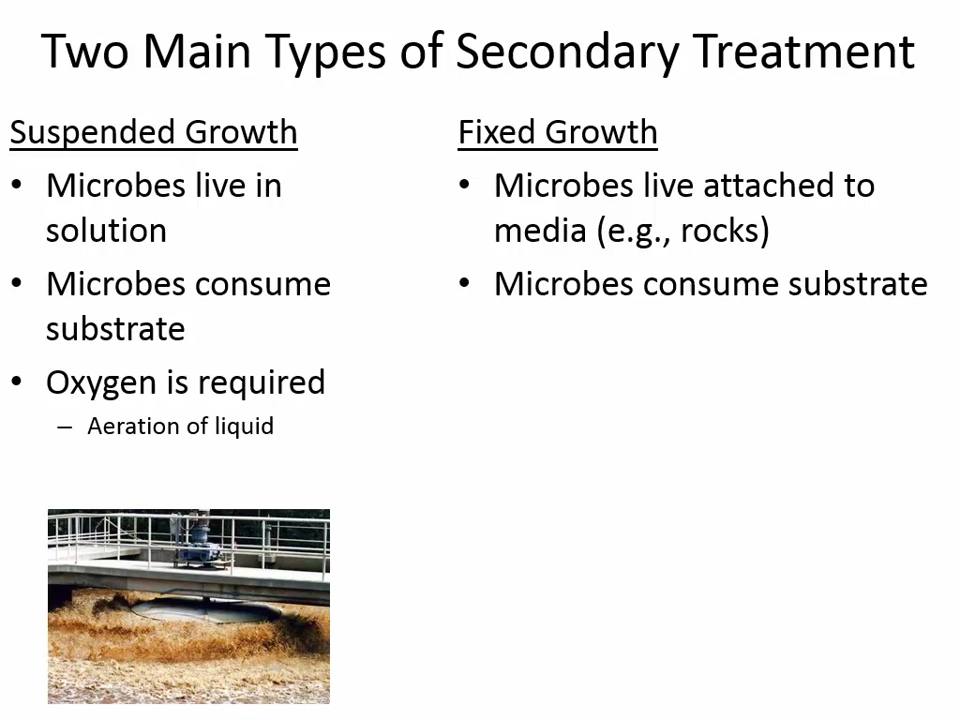 Two Main Types of Secondary Treatment
Suspended Growth
• Microbes live in
solution
• Microbes consume
substrate
• Oxygen is required
– Aeration of liquid
Fixed Growth
• Microbes live attached to
media (e.g., rocks)
• Microbes consume substrate